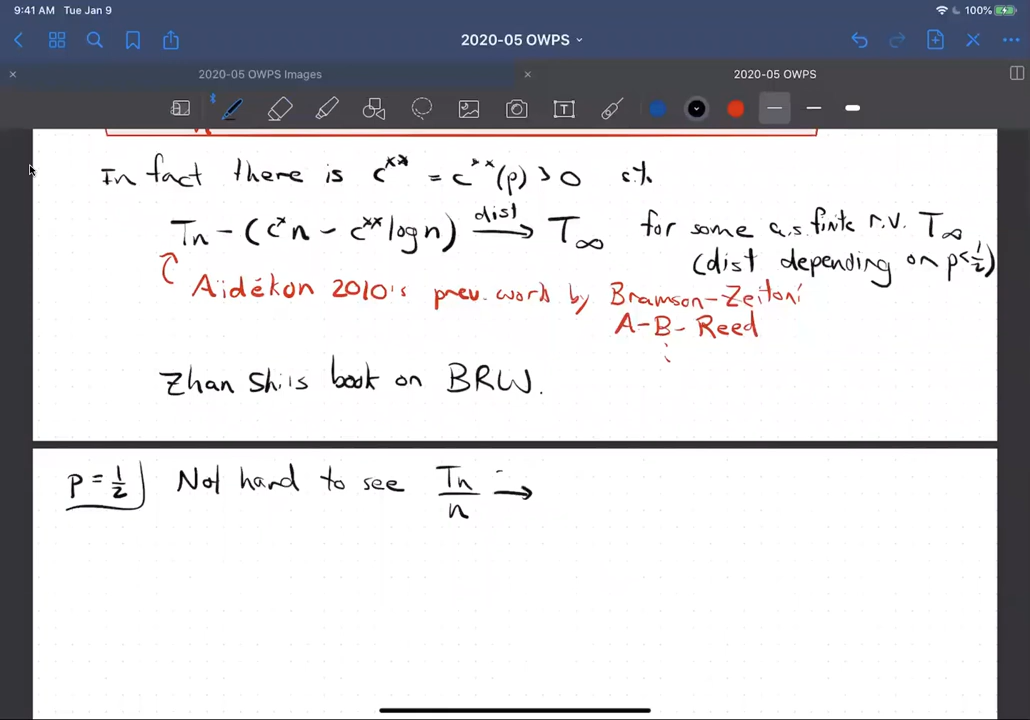 9:41 AM Tue Jan 9
100%
2020-05 OWPS
2020-05 OWPS Images
2020-05 OWPS
In fact there is c** = c**(p) > 0 s.t.
Tn - (c*n - c** log n) dist → T∞ for some a.s. finite r.v. T∞
(dist depending on p<1/2)
Aïdékon 2010's prev. work by Bramson-Zeitoni
A-B-Reed
⋮
Zhan Shi's book on BRW.
p = 1/2 Not hard to see Tn/n →